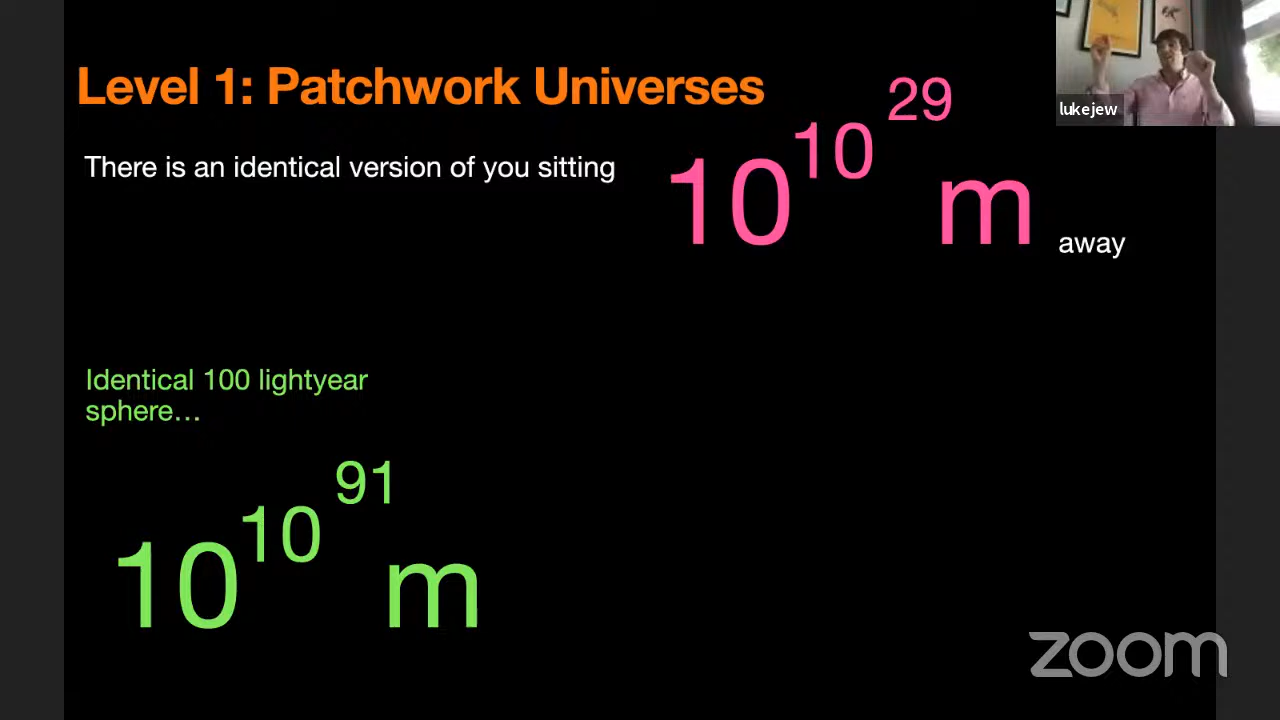 Level 1: Patchwork Universes
lukejew
There is an identical version of you sitting
10^10^29 m
away
Identical 100 lightyear
sphere…
10^10^91 m
zoom